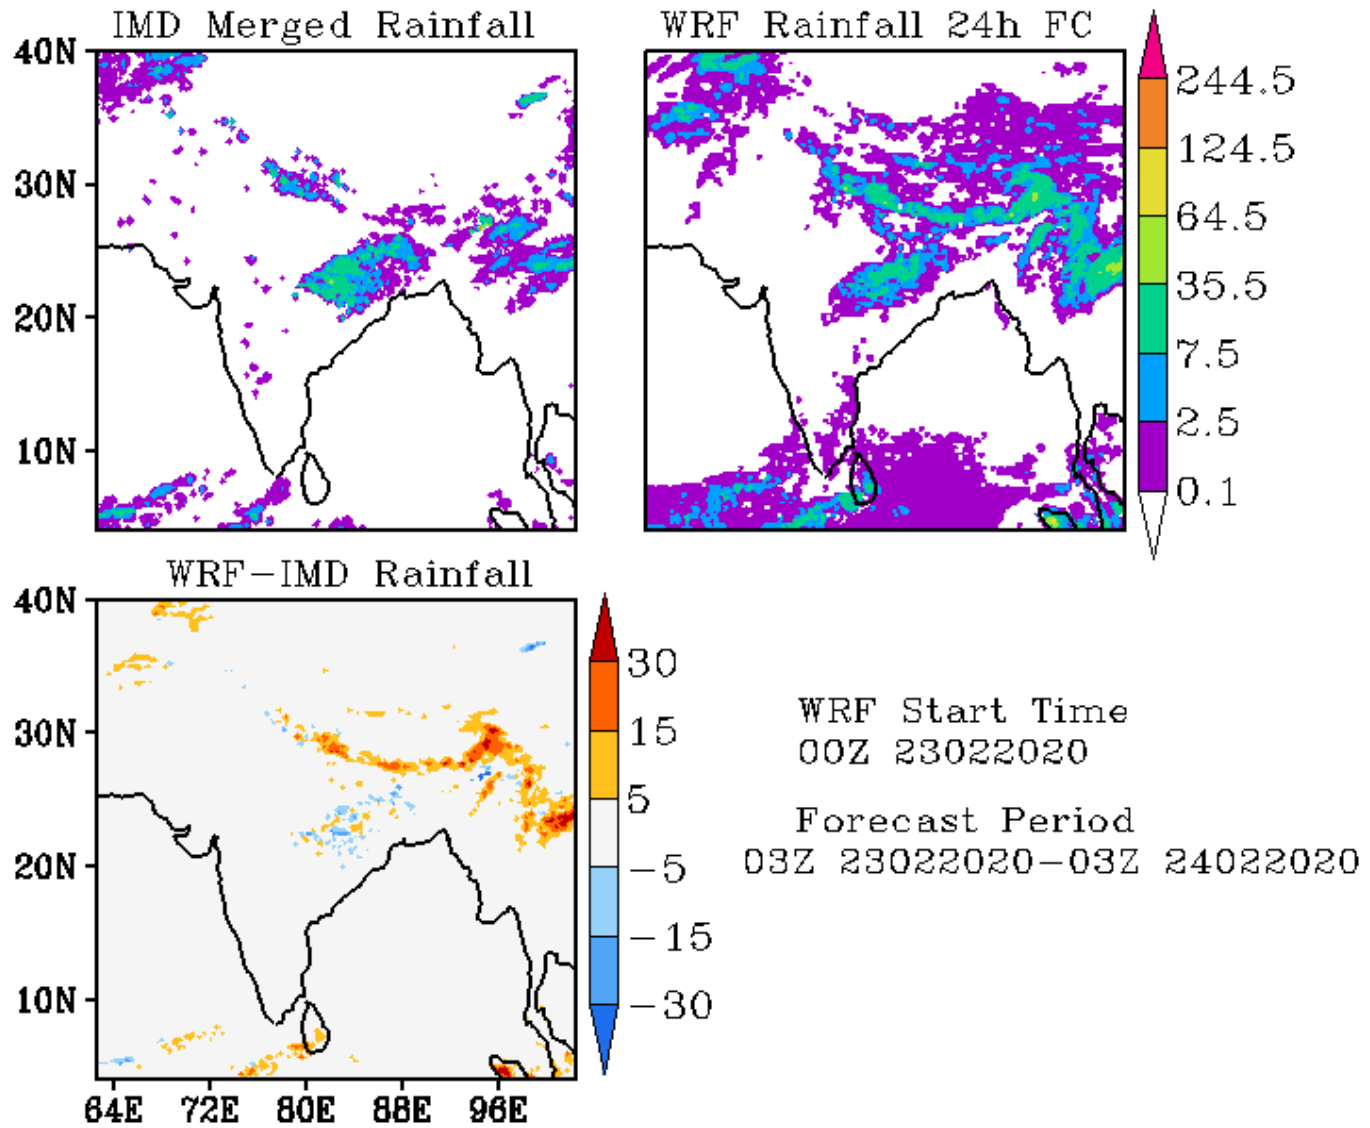 IMD Merged Rainfall
WRF Rainfall 24h FC
40N
30N
20N
10N
244.5
124.5
64.5
35.5
7.5
2.5
0.1
WRF-IMD Rainfall
40N
30N
20N
10N
64E 72E 80E 88E 96E
30
15
5
-5
-15
-30
WRF Start Time
00Z 23022020
Forecast Period
03Z 23022020-03Z 24022020